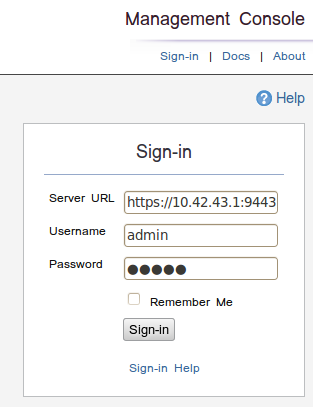 Management Console
Sign-in | Docs | About
Help
Sign-in
Server URL https://10.42.43.1:9443
Username admin
Password ●●●●●
Remember Me
Sign-in
Sign-in Help